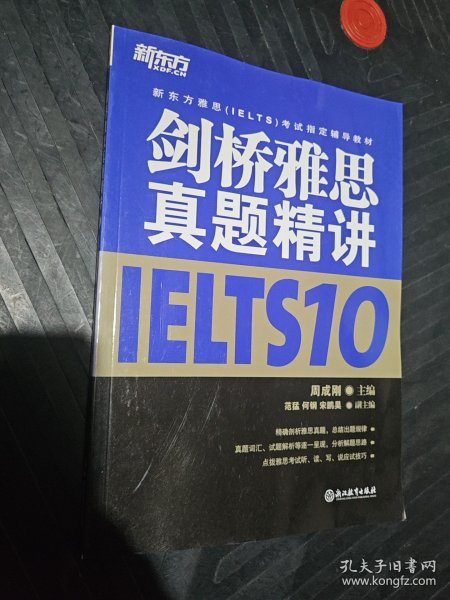 新东方
XDF.CN
新东方雅思(IELTS)考试指定辅导教材
剑桥雅思
真题精讲
IELTS10
周成刚 主编
范猛 何钢 宋鹏昊 副主编
精确剖析雅思真题，总结出题规律
真题词汇、试题解析等逐一呈现，分析解题思路
点拨雅思考试听、读、写、说应试技巧
浙江教育出版社
孔夫子旧书网
www.kongfz.com